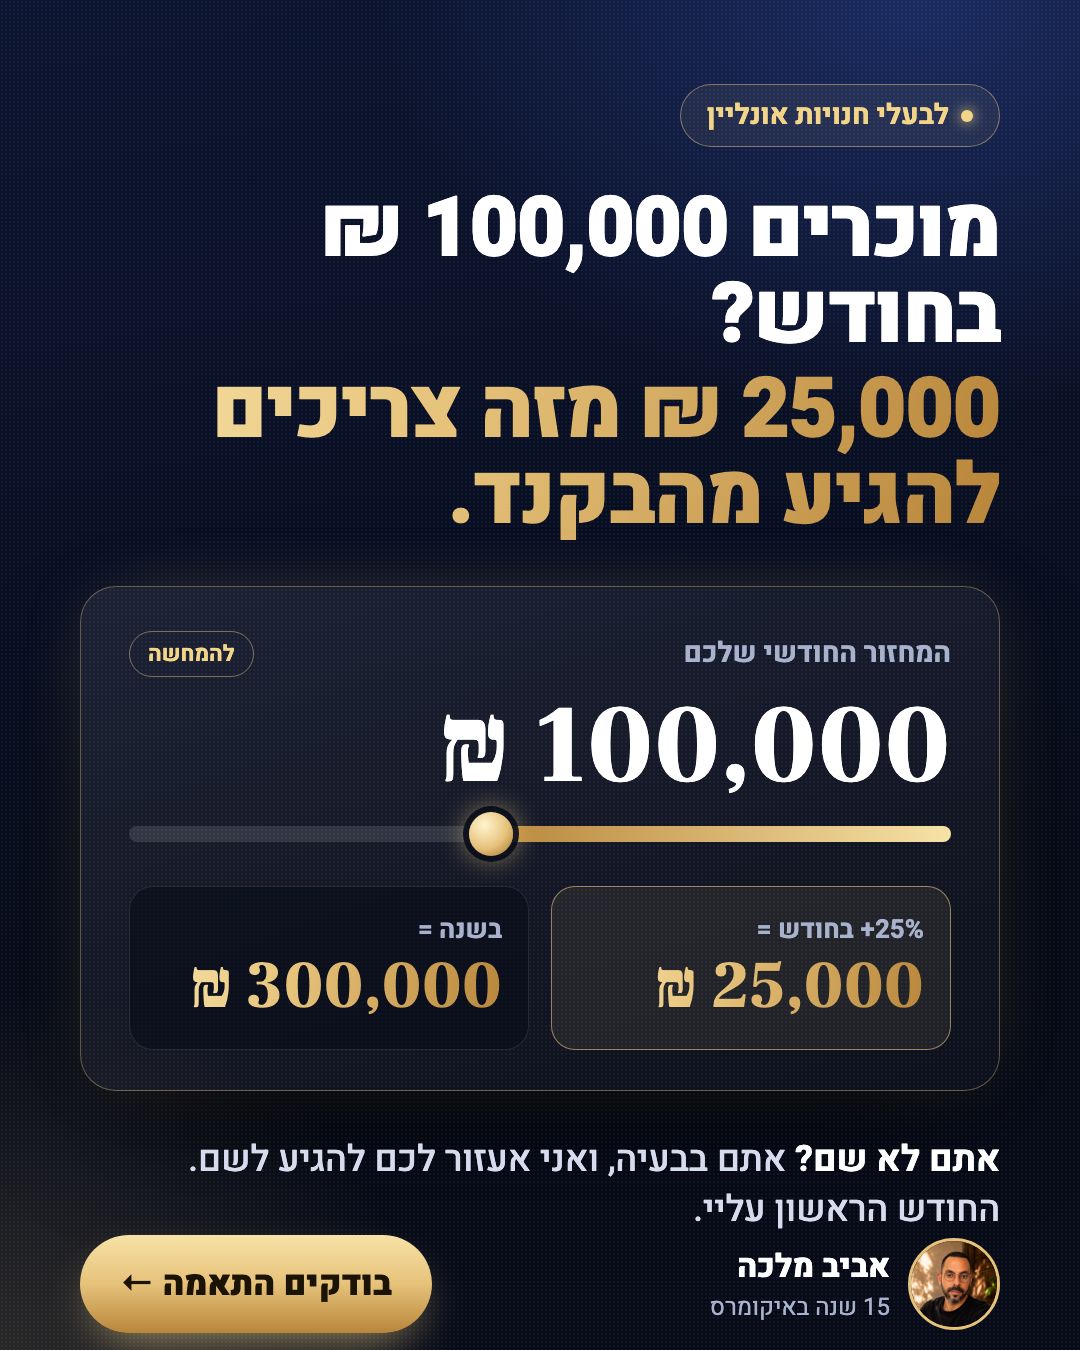 לבעלי חנויות אונליין
מוכרים 100,000 ₪
בחודש?
25,000 ₪ מזה צריכים
להגיע מהבקנד.
המחזור החודשי שלכם
להמחשה
100,000 ₪
+25% בחודש =
25,000 ₪
בשנה =
300,000 ₪
אתם לא שם? אתם בבעיה, ואני אעזור לכם להגיע לשם.
החודש הראשון עליי.
אביב מלכה
15 שנה באיקומרס
בודקים התאמה ←